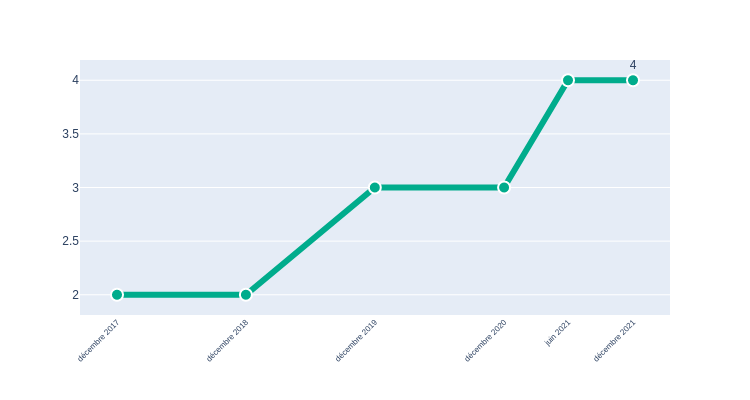 4
4
3.5
3
2.5
2
décembre 2017
décembre 2018
décembre 2019
décembre 2020
juin 2021
décembre 2021